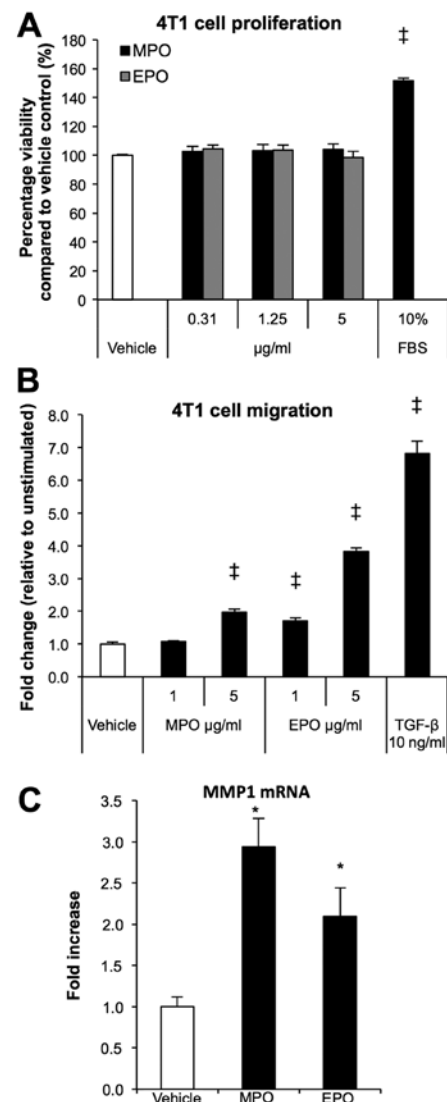 A
4T1 cell proliferation
‡
MPO
EPO
Percentage viability
compared to vehicle control (%)
180
160
140
120
100
80
60
40
20
0
0.31 1.25 5 10%
Vehicle µg/ml FBS
B
4T1 cell migration
Fold change (relative to unstimulated)
8.0
7.0
6.0
5.0
4.0
3.0
2.0
1.0
0.0
‡ ‡ ‡ ‡
1 5 1 5
Vehicle MPO µg/ml EPO µg/ml TGF-β
10 ng/ml
C
MMP1 mRNA
Fold increase
3.5
3.0
2.5
2.0
1.5
1.0
0.5
0.0
* *
Vehicle MPO EPO